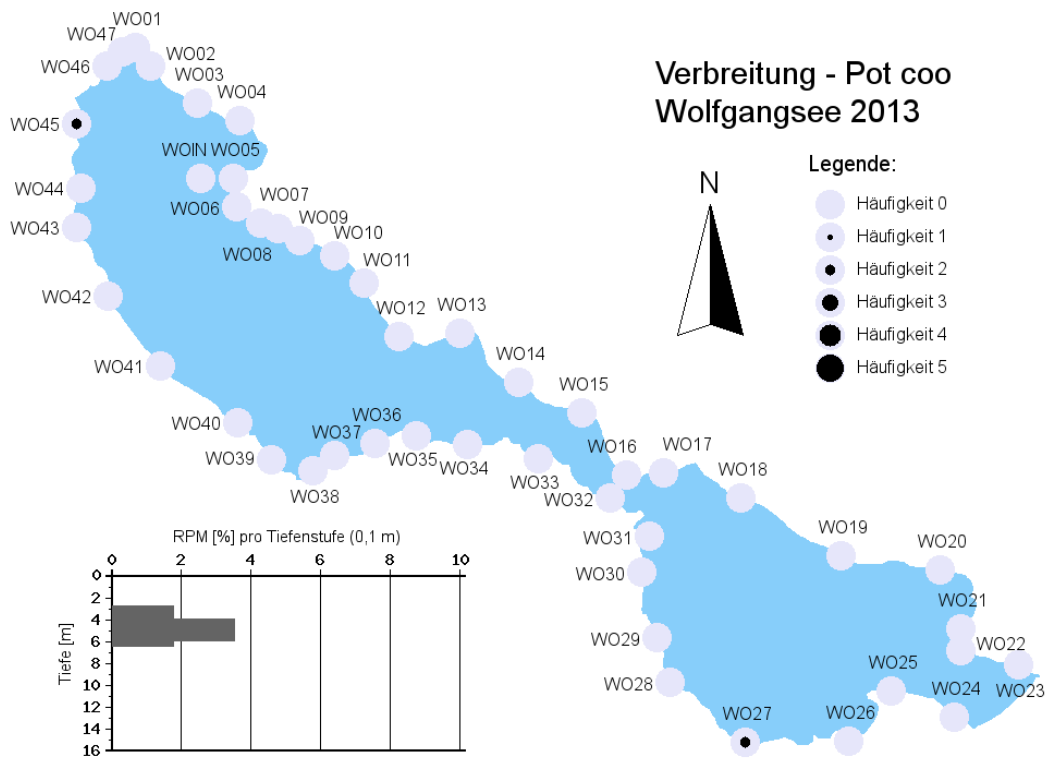 WO01
WO47
WO02
WO46
WO03
WO04
WO45
Verbreitung - Pot coo
Wolfgangsee 2013
Legende:
Häufigkeit 0
Häufigkeit 1
Häufigkeit 2
Häufigkeit 3
Häufigkeit 4
Häufigkeit 5
N
WOIN WO05
WO44
WO06
WO07
WO43
WO08
WO09
WO10
WO11
WO42
WO12
WO13
WO41
WO14
WO15
WO40
WO36
WO37
WO39
WO35
WO34
WO38
WO33
WO16
WO17
WO32
WO18
WO31
WO19
WO20
WO30
WO21
WO29
WO22
WO28
WO25
WO23
WO24
WO27
WO26
RPM [%] pro Tiefenstufe (0,1 m)
0 2 4 6 8 10
Tiefe [m]
0
2
4
6
8
10
12
14
16